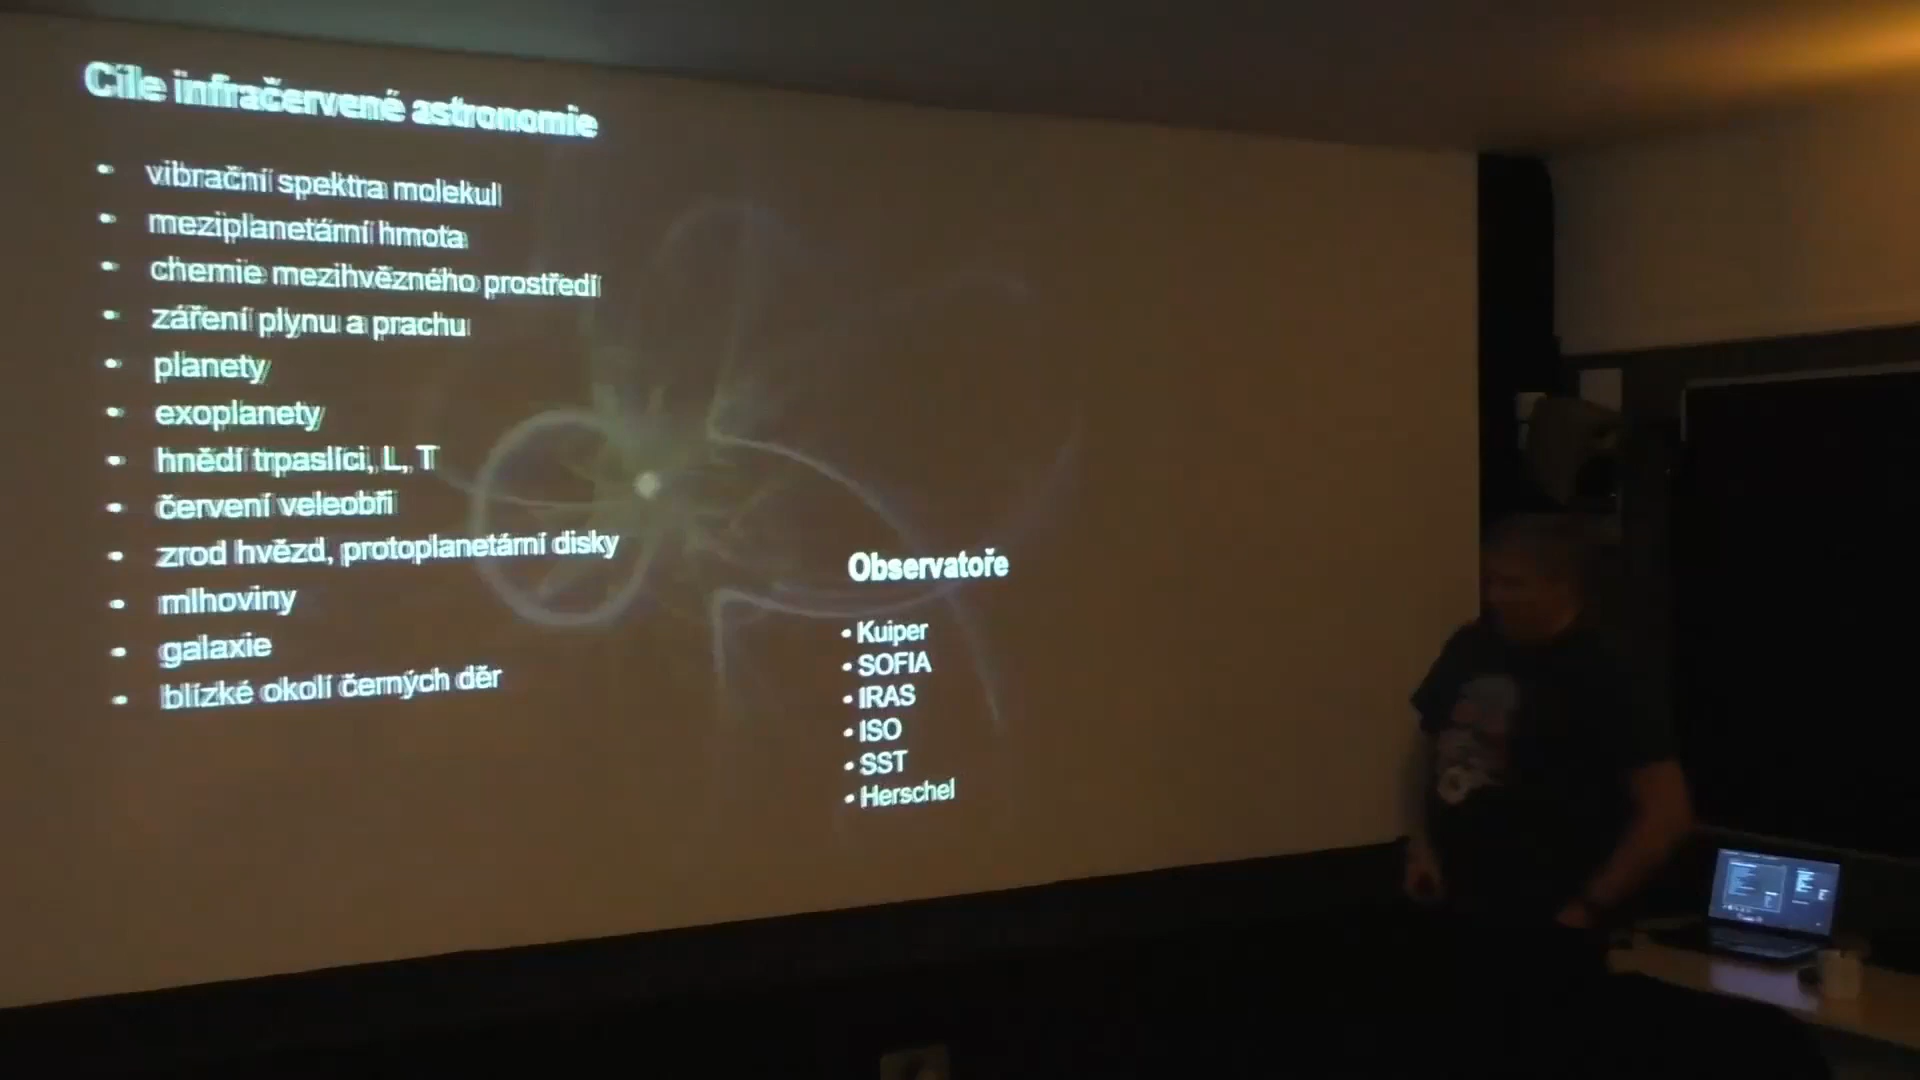 Cíle infračervené astronomie
• vibrační spektra molekul
• meziplanetární hmota
• chemie mezihvězného prostředí
• záření plynu a prachu
• planety
• exoplanety
• hnědí trpaslíci, L, T
• červení veleobři
• zrod hvězd, protoplanetární disky
• mlhoviny
• galaxie
• blízké okolí černých děr
Observatoře
• Kuiper
• SOFIA
• IRAS
• ISO
• SST
• Herschel